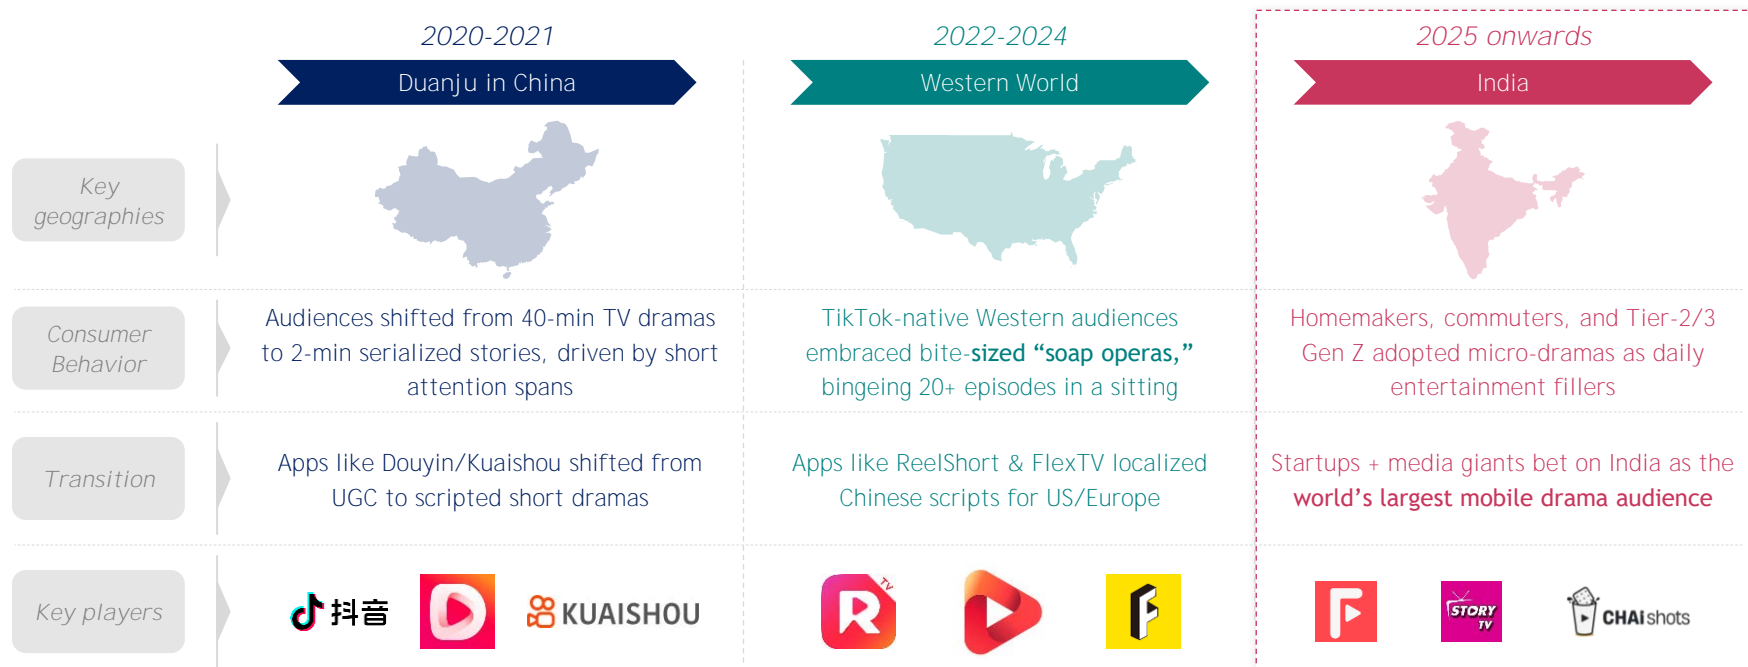 2020-2021
2022-2024
2025 onwards
Duanju in China
Western World
India
Key
geographies
Consumer
Behavior
Audiences shifted from 40-min TV dramas
to 2-min serialized stories, driven by short
attention spans
TikTok-native Western audiences
embraced bite-sized “soap operas,”
bingeing 20+ episodes in a sitting
Homemakers, commuters, and Tier-2/3
Gen Z adopted micro-dramas as daily
entertainment fillers
Transition
Apps like Douyin/Kuaishou shifted from
UGC to scripted short dramas
Apps like ReelShort & FlexTV localized
Chinese scripts for US/Europe
Startups + media giants bet on India as the
world’s largest mobile drama audience
Key players
抖音
KUAISHOU
R TV
F
F
STORY
TV
CHAI shots